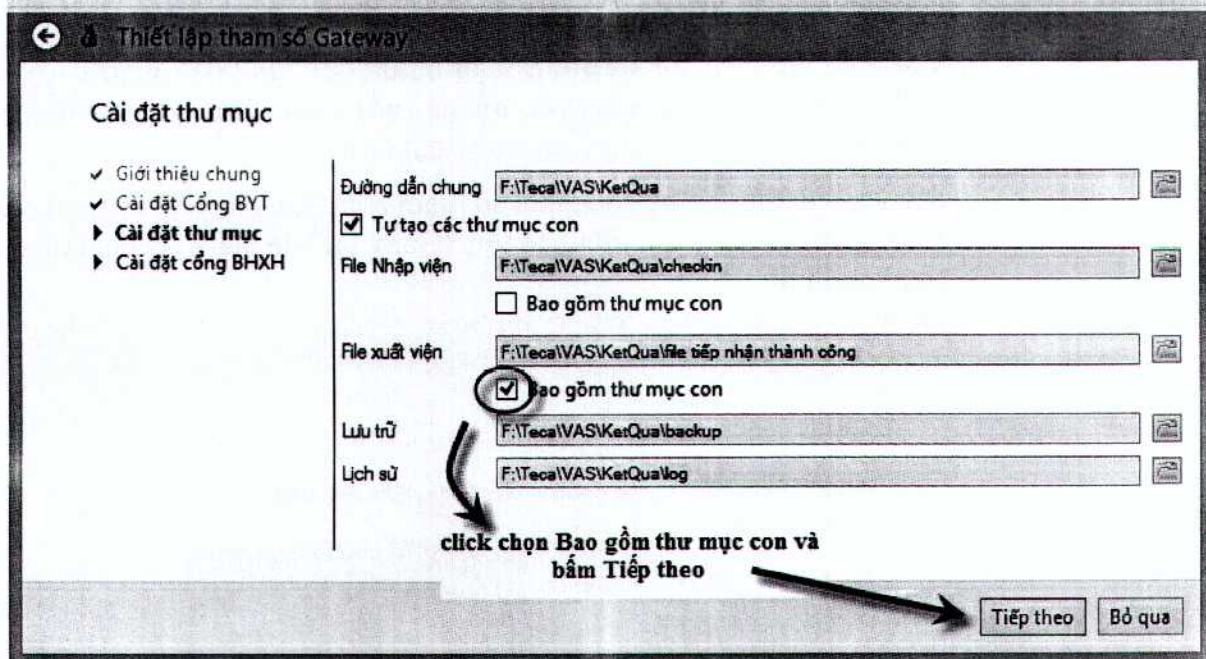 Thiết lập tham số Gateway
Cài đặt thư mục
Giới thiệu chung
Cài đặt Cổng BYT
Cài đặt thư mục
Cài đặt cổng BHXH
Đường dẫn chung F:\Teca\VAS\KetQua
Tự tạo các thư mục con
File Nhập viện F:\Teca\VAS\KetQua\checkin
Bao gồm thư mục con
File xuất viện F:\Teca\VAS\KetQua\file tiếp nhận thành công
Bao gồm thư mục con
Lưu trữ F:\Teca\VAS\KetQua\backup
Lịch sử F:\Teca\VAS\KetQua\log
click chọn Bao gồm thư mục con và
bấm Tiếp theo
Tiếp theo Bỏ qua